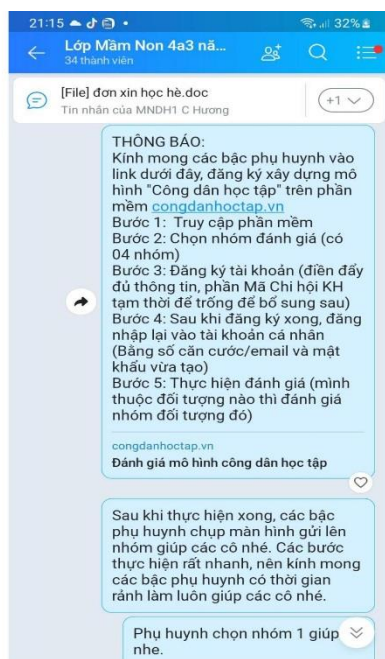 21:15
32%
Lớp Mầm Non 4a3 nă...
34 thành viên
[File] đơn xin học hè.doc
Tin nhắn của MNDH1 C Hương
(+1
THÔNG BÁO:
Kính mong các bậc phụ huynh vào
link dưới đây, đăng ký xây dựng mô
hình "Công dân học tập" trên phần
mềm congdanhoctap.vn
Bước 1: Truy cập phần mềm
Bước 2: Chọn nhóm đánh giá (có
04 nhóm)
Bước 3: Đăng ký tài khoản (điền đẩy
đủ thông tin, phần Mã Chi hội KH
tạm thời để trống để bổ sung sau)
Bước 4: Sau khi đăng ký xong, đăng
nhập lại vào tài khoản cá nhân
(Bằng số căn cước/email và mật
khẩu vừa tạo)
Bước 5: Thực hiện đánh giá (mình
thuộc đối tượng nào thì đánh giá
nhóm đối tượng đó)
congdanhoctap.vn
Đánh giá mô hình công dân học tập
Sau khi thực hiện xong, các bậc
phụ huynh chụp màn hình gửi lên
nhóm giúp các cô nhé. Các bước
thực hiện rất nhanh, nên kính mong
các bậc phụ huynh có thời gian
rảnh làm luôn giúp các cô nhé.
Phụ huynh chọn nhóm 1 giúp
nhe.